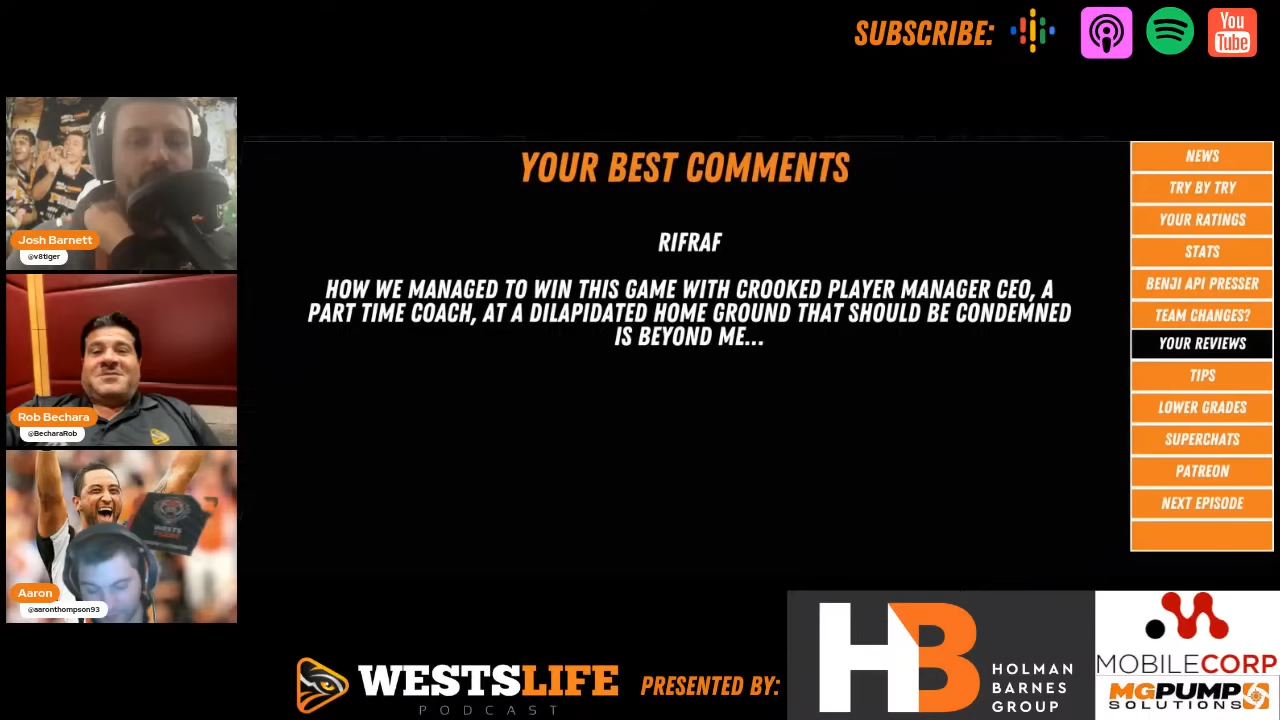 SUBSCRIBE:
You
Tube
YOUR BEST COMMENTS
RIFRAF
HOW WE MANAGED TO WIN THIS GAME WITH CROOKED PLAYER MANAGER CEO, A
PART TIME COACH, AT A DILAPIDATED HOME GROUND THAT SHOULD BE CONDEMNED
IS BEYOND ME...
Josh Barnett
@v8tiger
Rob Bechara
@BecharaRob
WESTS
Aaron
@aaronthompson93
NEWS
TRY BY TRY
YOUR RATINGS
STATS
BENJI API PRESSER
TEAM CHANGES?
YOUR REVIEWS
TIPS
LOWER GRADES
SUPERCHATS
PATREON
NEXT EPISODE
WESTSLIFE
PODCAST
PRESENTED BY:
HB
HOLMAN
BARNES
GROUP
MOBILECORP
MGPUMP
SOLUTIONS